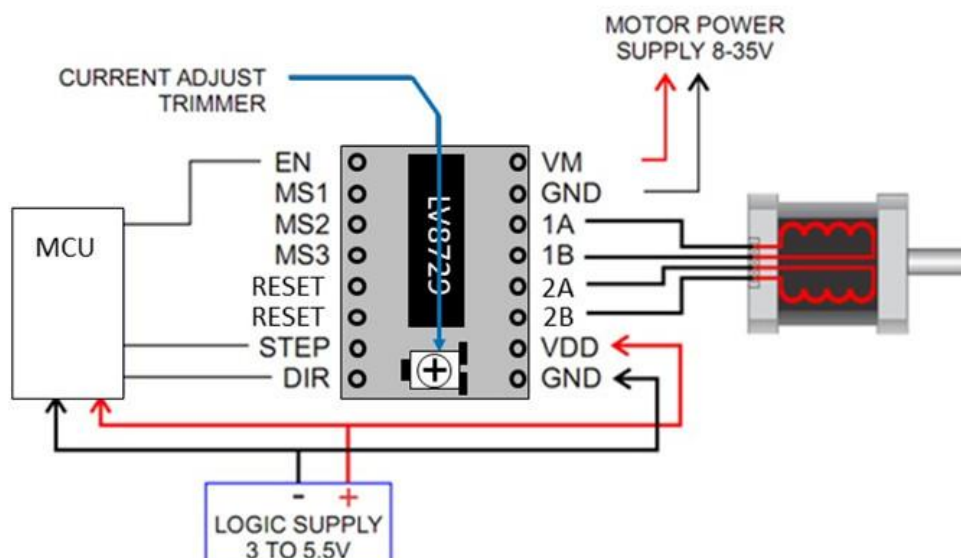 MOTOR POWER
SUPPLY 8-35V
CURRENT ADJUST
TRIMMER
EN
MS1
MS2
MS3
RESET
RESET
STEP
DIR
LV8729
VM
GND
1A
1B
2A
2B
VDD
GND
MCU
- +
LOGIC SUPPLY
3 TO 5.5V